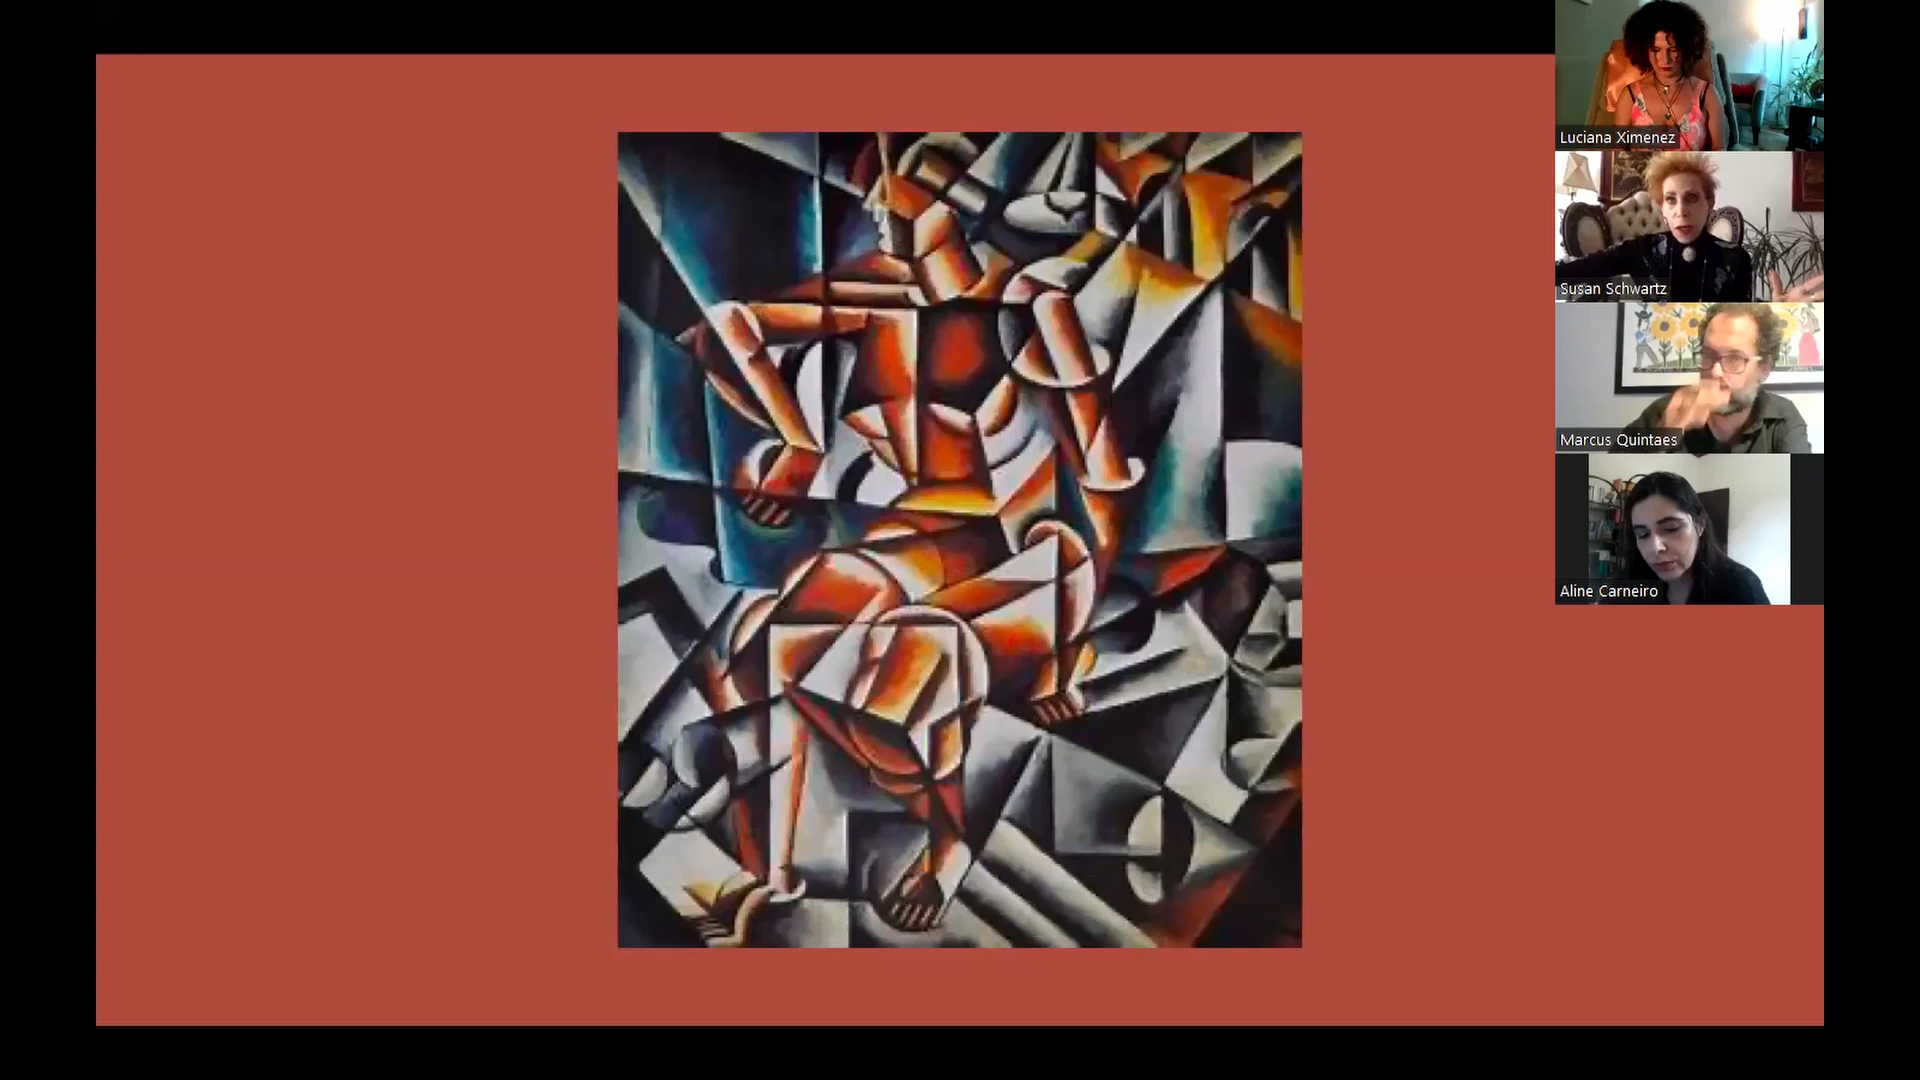 Luciana Ximenez
Susan Schwartz
Marcus Quintaes
Aline Carneiro